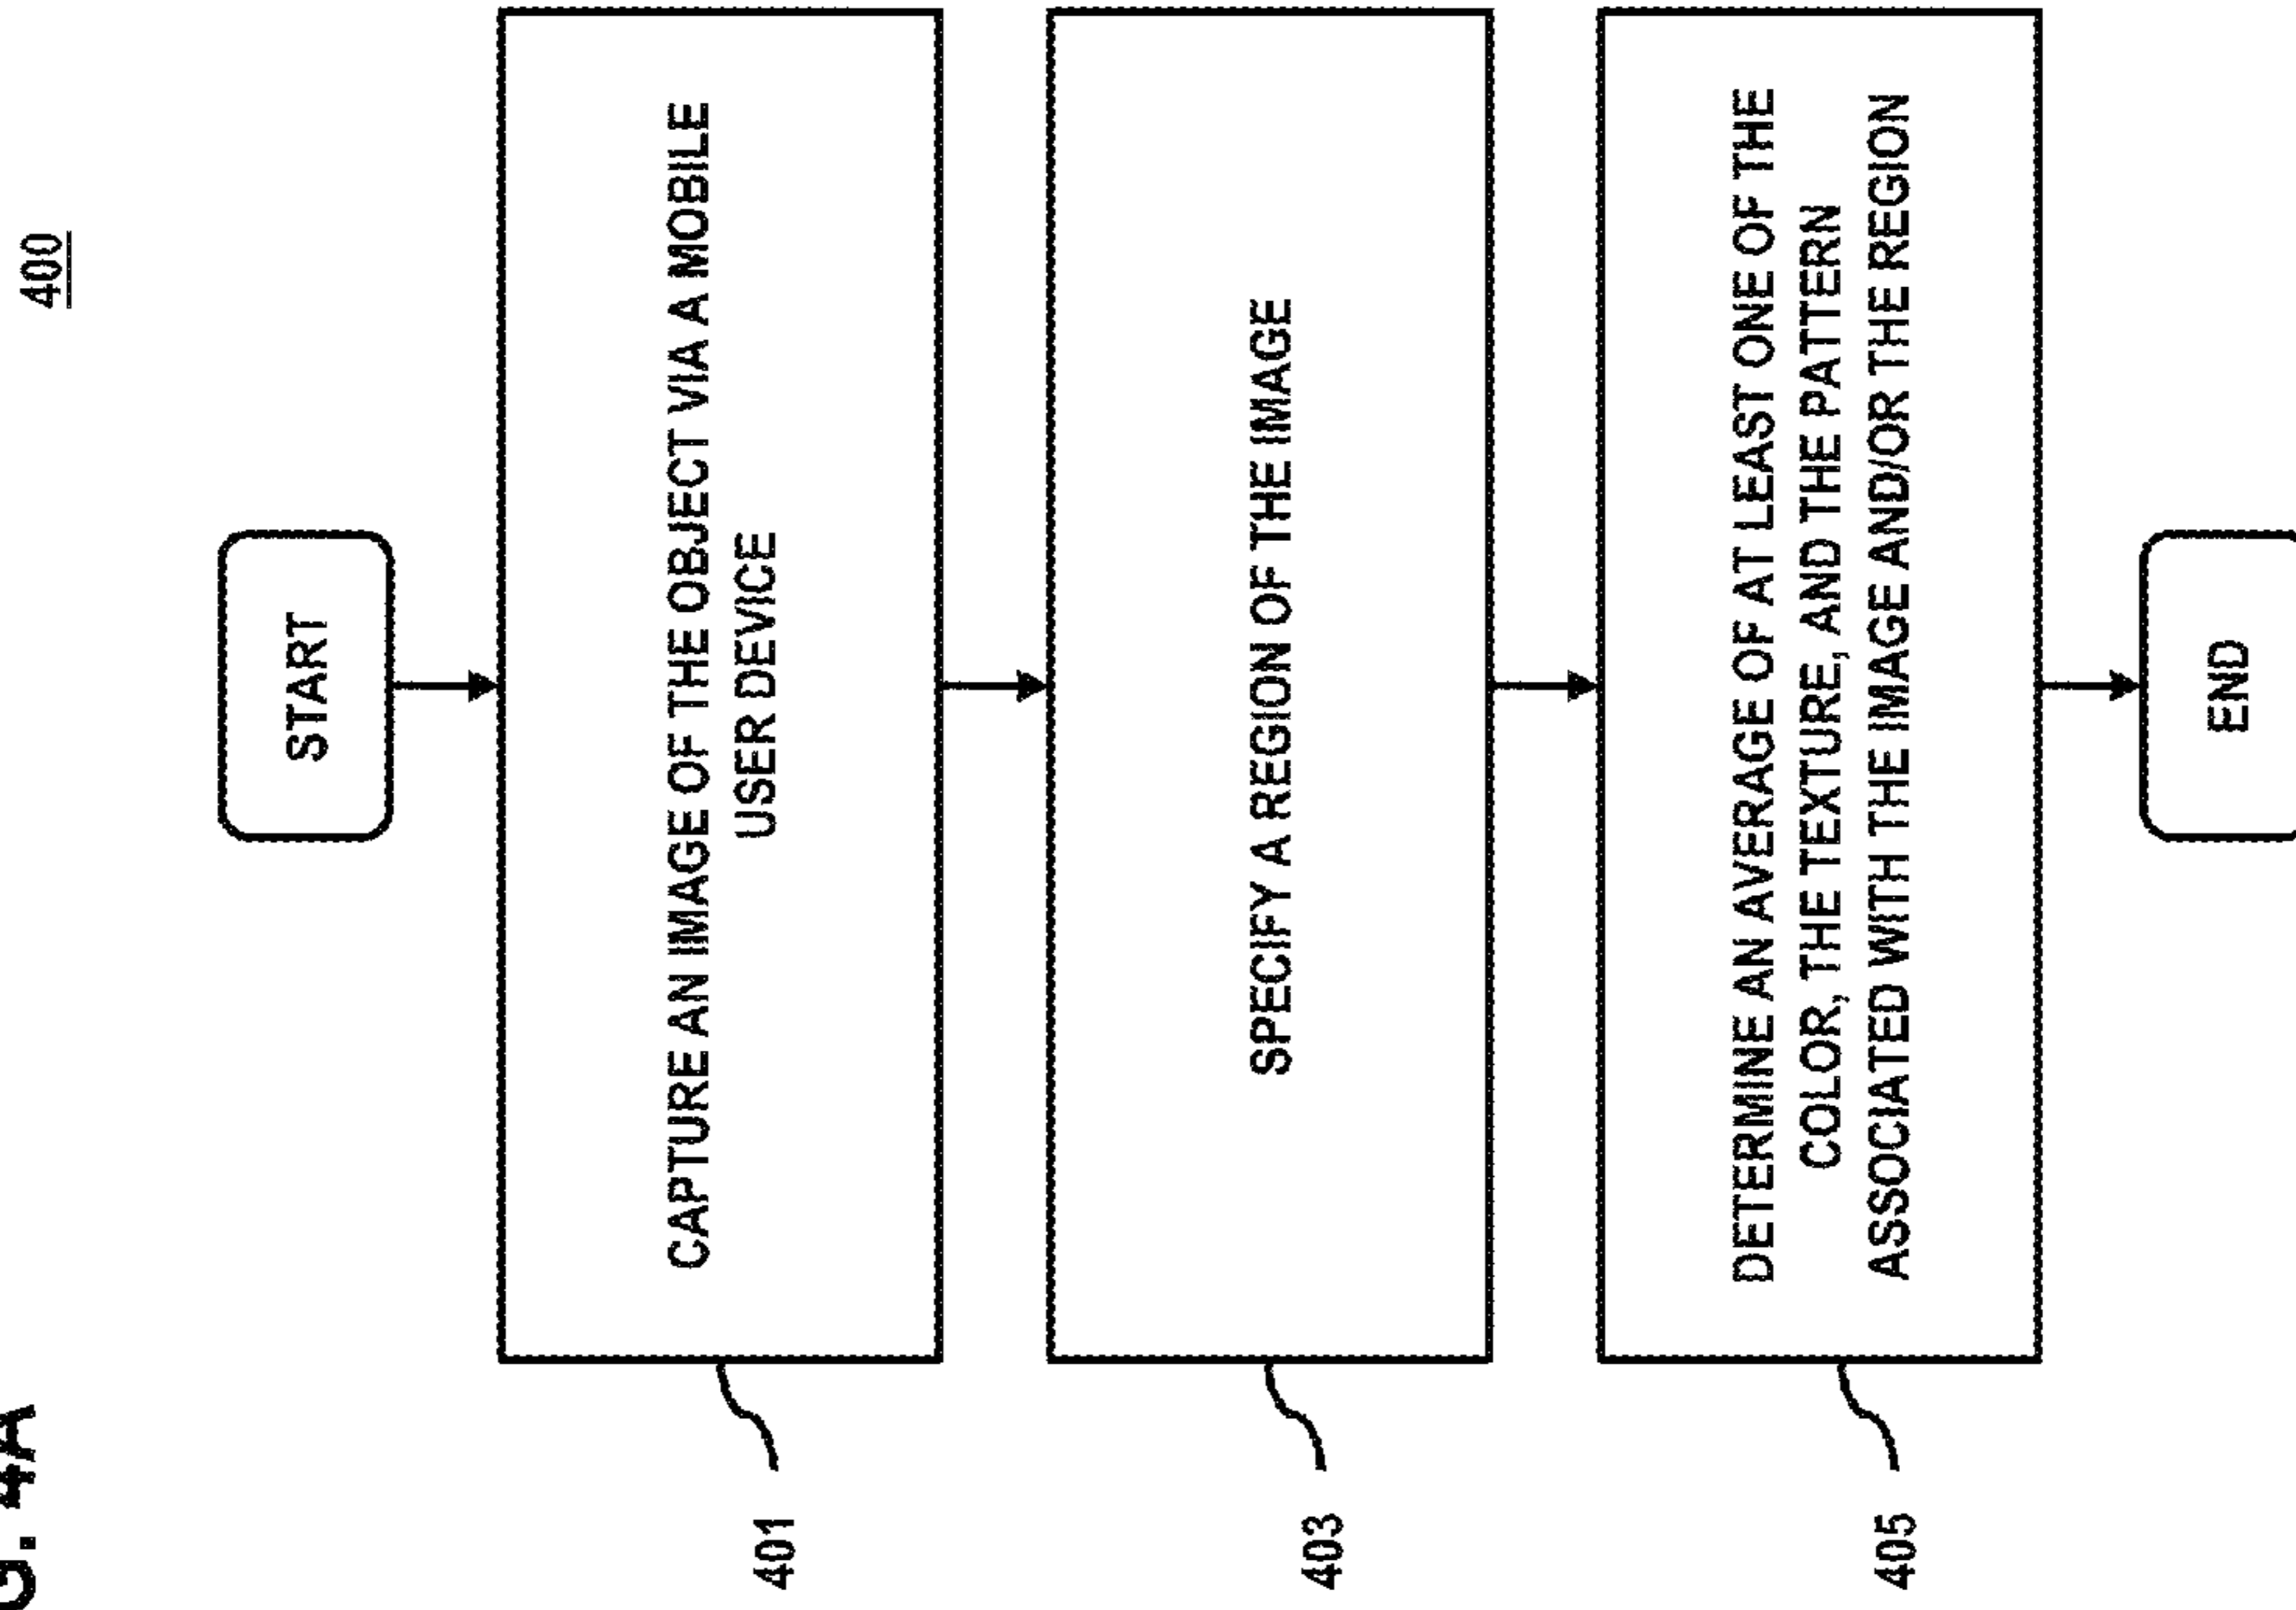 G. 4A
400
START
CAPTURE AN IMAGE OF THE OBJECT VIA A MOBILE
USER DEVICE
401
SPECIFY A REGION OF THE IMAGE
403
DETERMINE AN AVERAGE OF AT LEAST ONE OF THE
COLOR, THE TEXTURE, AND THE PATTERN
ASSOCIATED WITH THE IMAGE AND/OR THE REGION
405
END